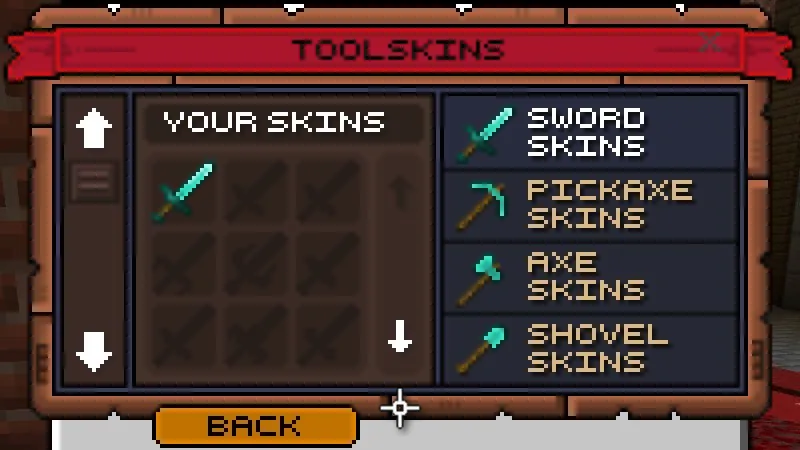 TOOLSKINS
YOUR SKINS
SWORD
SKINS
PICKAXE
SKINS
AXE
SKINS
SHOVEL
SKINS
BACK